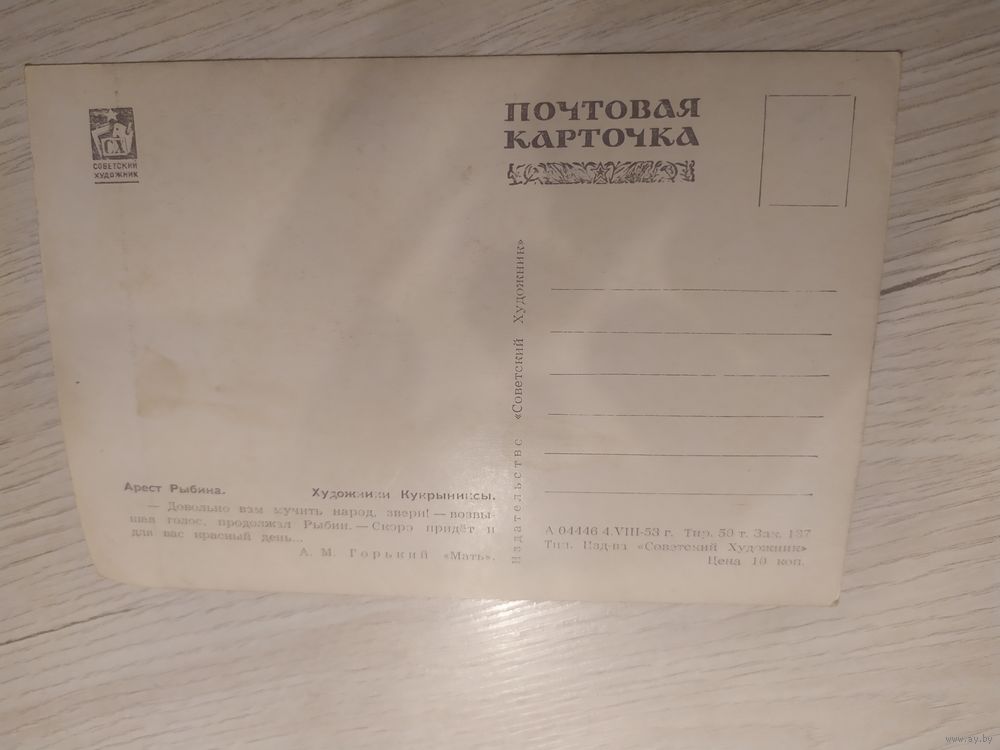 СХ
СОВЕТСКИЙ
ХУДОЖНИК
ПОЧТОВАЯ
КАРТОЧКА
Издательство «Советский Художник»
Арест Рыбина. Художники Кукрыниксы.
— Довольно вам мучить народ, звери! — возвы-
шая голос, продолжал Рыбин. — Скоро придёт и
для вас красный день...
А. М. Горький «Мать».
А 04446 4.VIII-53 г. Тир. 50 т. Зак. 137
Тип. Изд-ва «Советский Художник»
Цена 10 коп.
www.ay.by